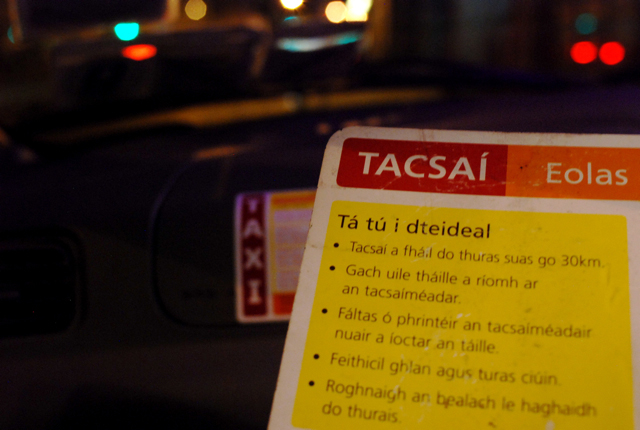 TACSAÍ Eolas
Tá tú i dteideal
• Tacsaí a fháil do thuras suas go 30km.
• Gach uile tháille a ríomh ar
an tacsaiméadar.
• Fáltas ó phrintéir an tacsaiméadair
nuair a íoctar an táille.
• Feithicil ghlan agus turas ciúin.
• Roghnaigh an bealach le haghaidh
do thurais.
TAXI